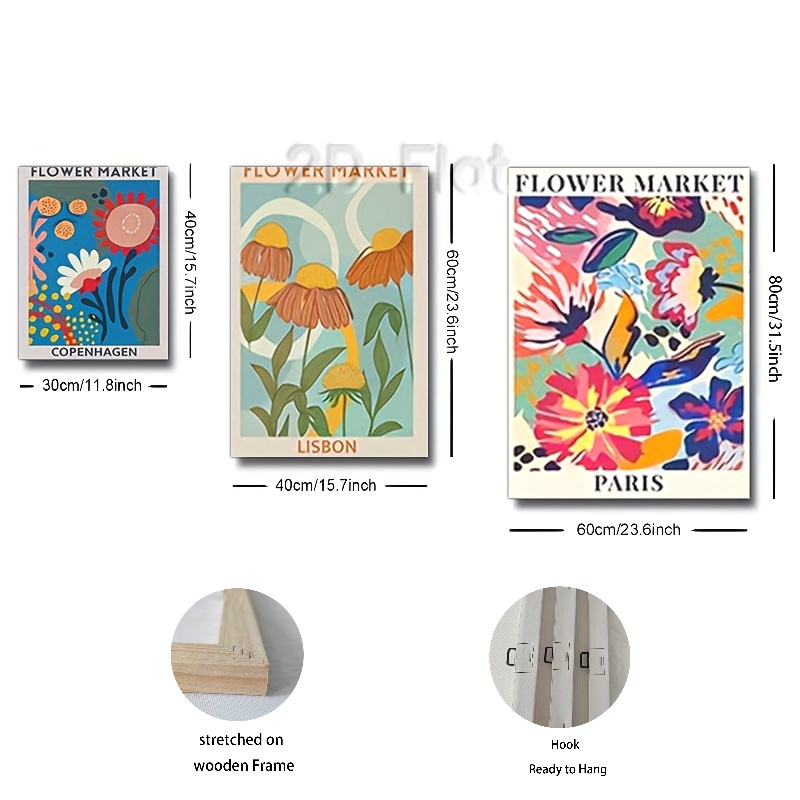 2D Flat
FLOWER MARKET
COPENHAGEN
40cm/15.7inch
30cm/11.8inch
FLOWER MARKET
LISBON
60cm/23.6inch
40cm/15.7inch
FLOWER MARKET
PARIS
80cm/31.5inch
60cm/23.6inch
stretched on
wooden Frame
Hook
Ready to Hang